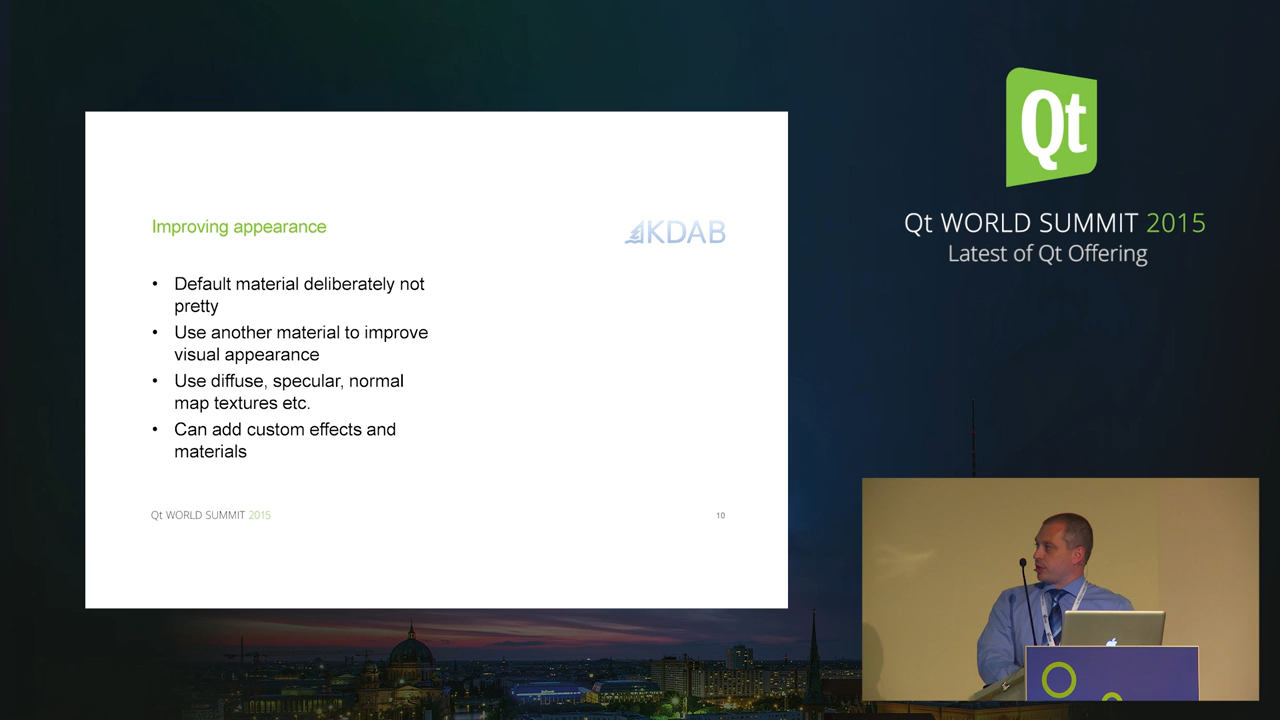 Qt
Qt WORLD SUMMIT 2015
Latest of Qt Offering
Improving appearance
KDAB
• Default material deliberately not
pretty
• Use another material to improve
visual appearance
• Use diffuse, specular, normal
map textures etc.
• Can add custom effects and
materials
Qt WORLD SUMMIT 2015
10